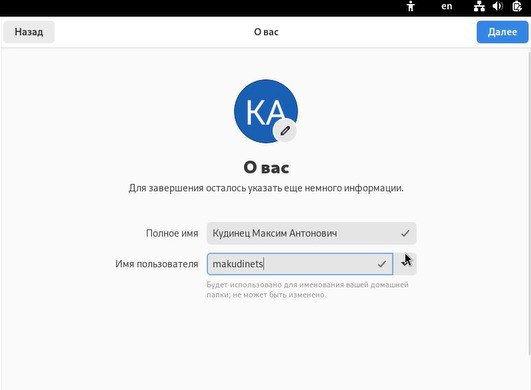 en
Назад
О вас
Далее
КА
О вас
Для завершения осталось указать еще немного информации.
Полное имя
Кудинец Максим Антонович
Имя пользователя
makudinets
Будет использовано для именования вашей домашней
папки; не может быть изменено.